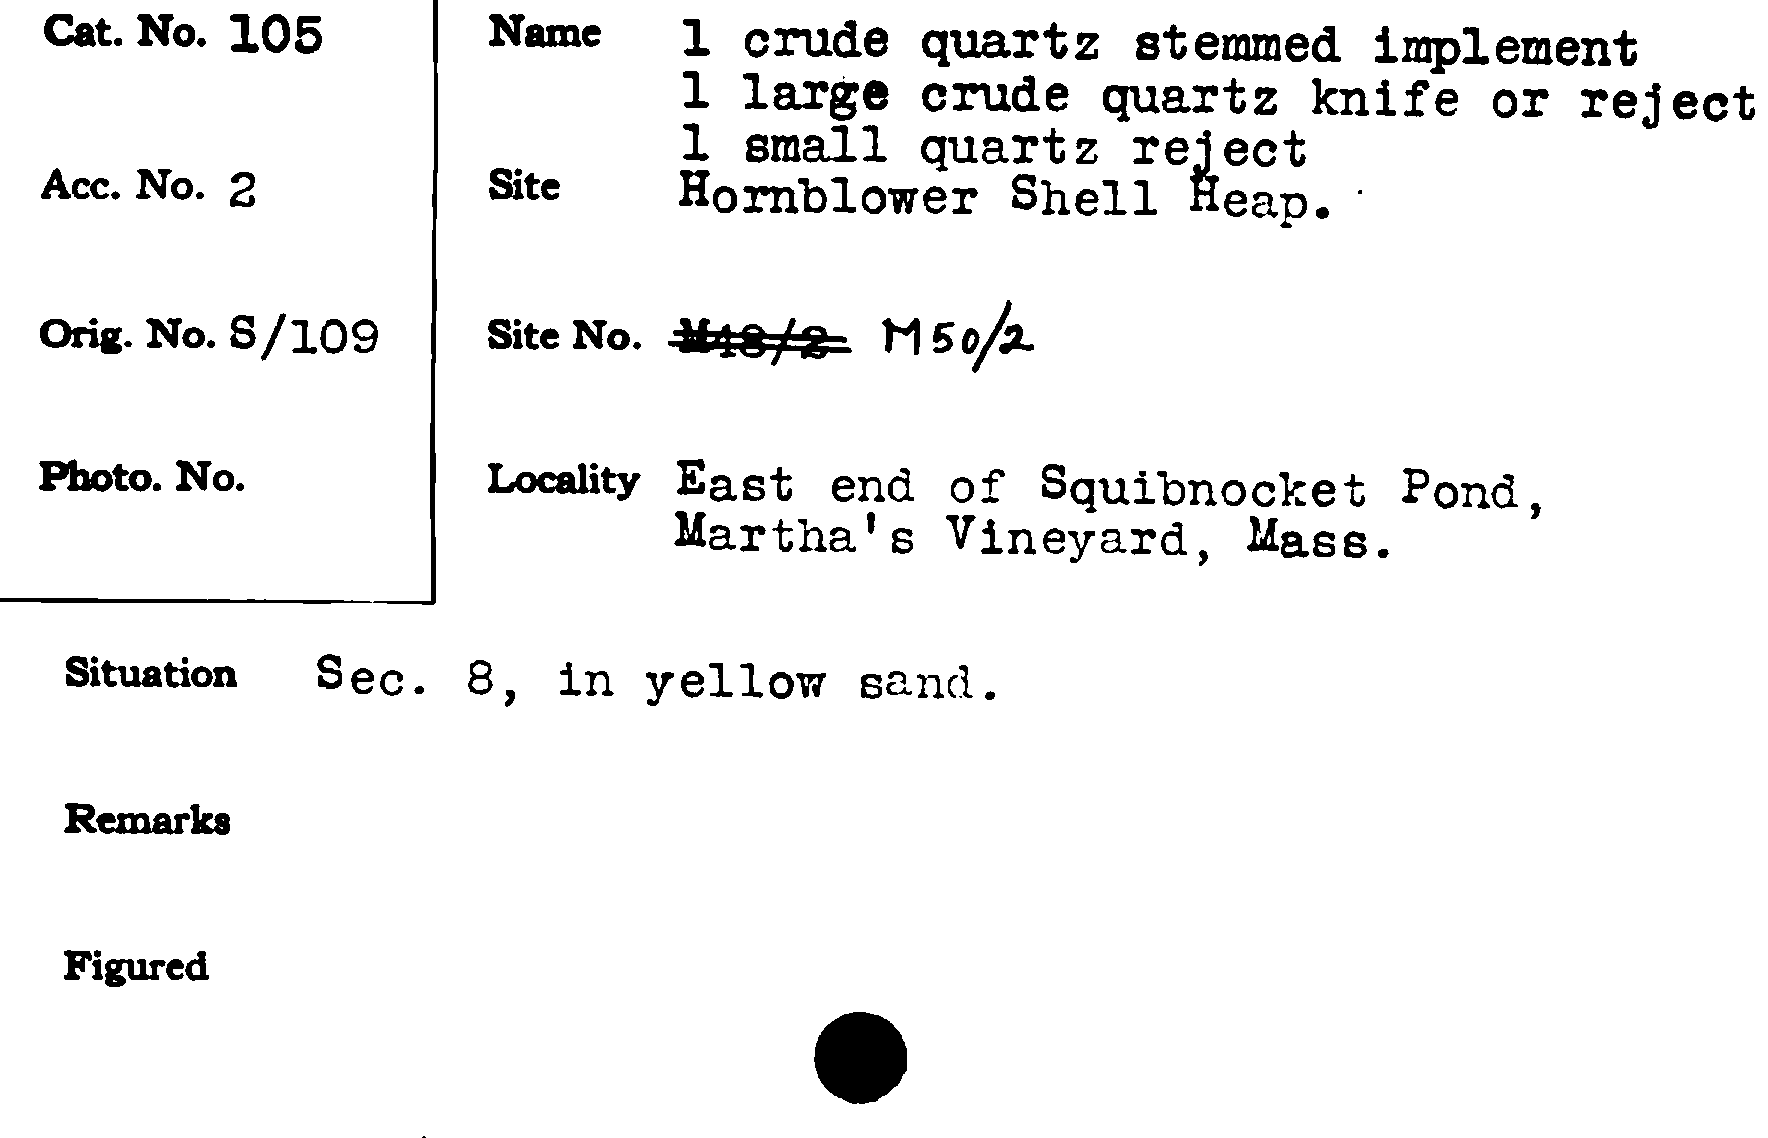 Cat. No. 105
Name 1 crude quartz stemmed implement
1 large crude quartz knife or reject
1 small quartz reject
Acc. No. 2
Site Hornblower Shell Heap.
Orig. No. S/109
Site No. M48/2 M50/2
Photo. No.
Locality East end of Squibnocket Pond,
Martha's Vineyard, Mass.
Situation Sec. 8, in yellow sand.
Remarks
Figured